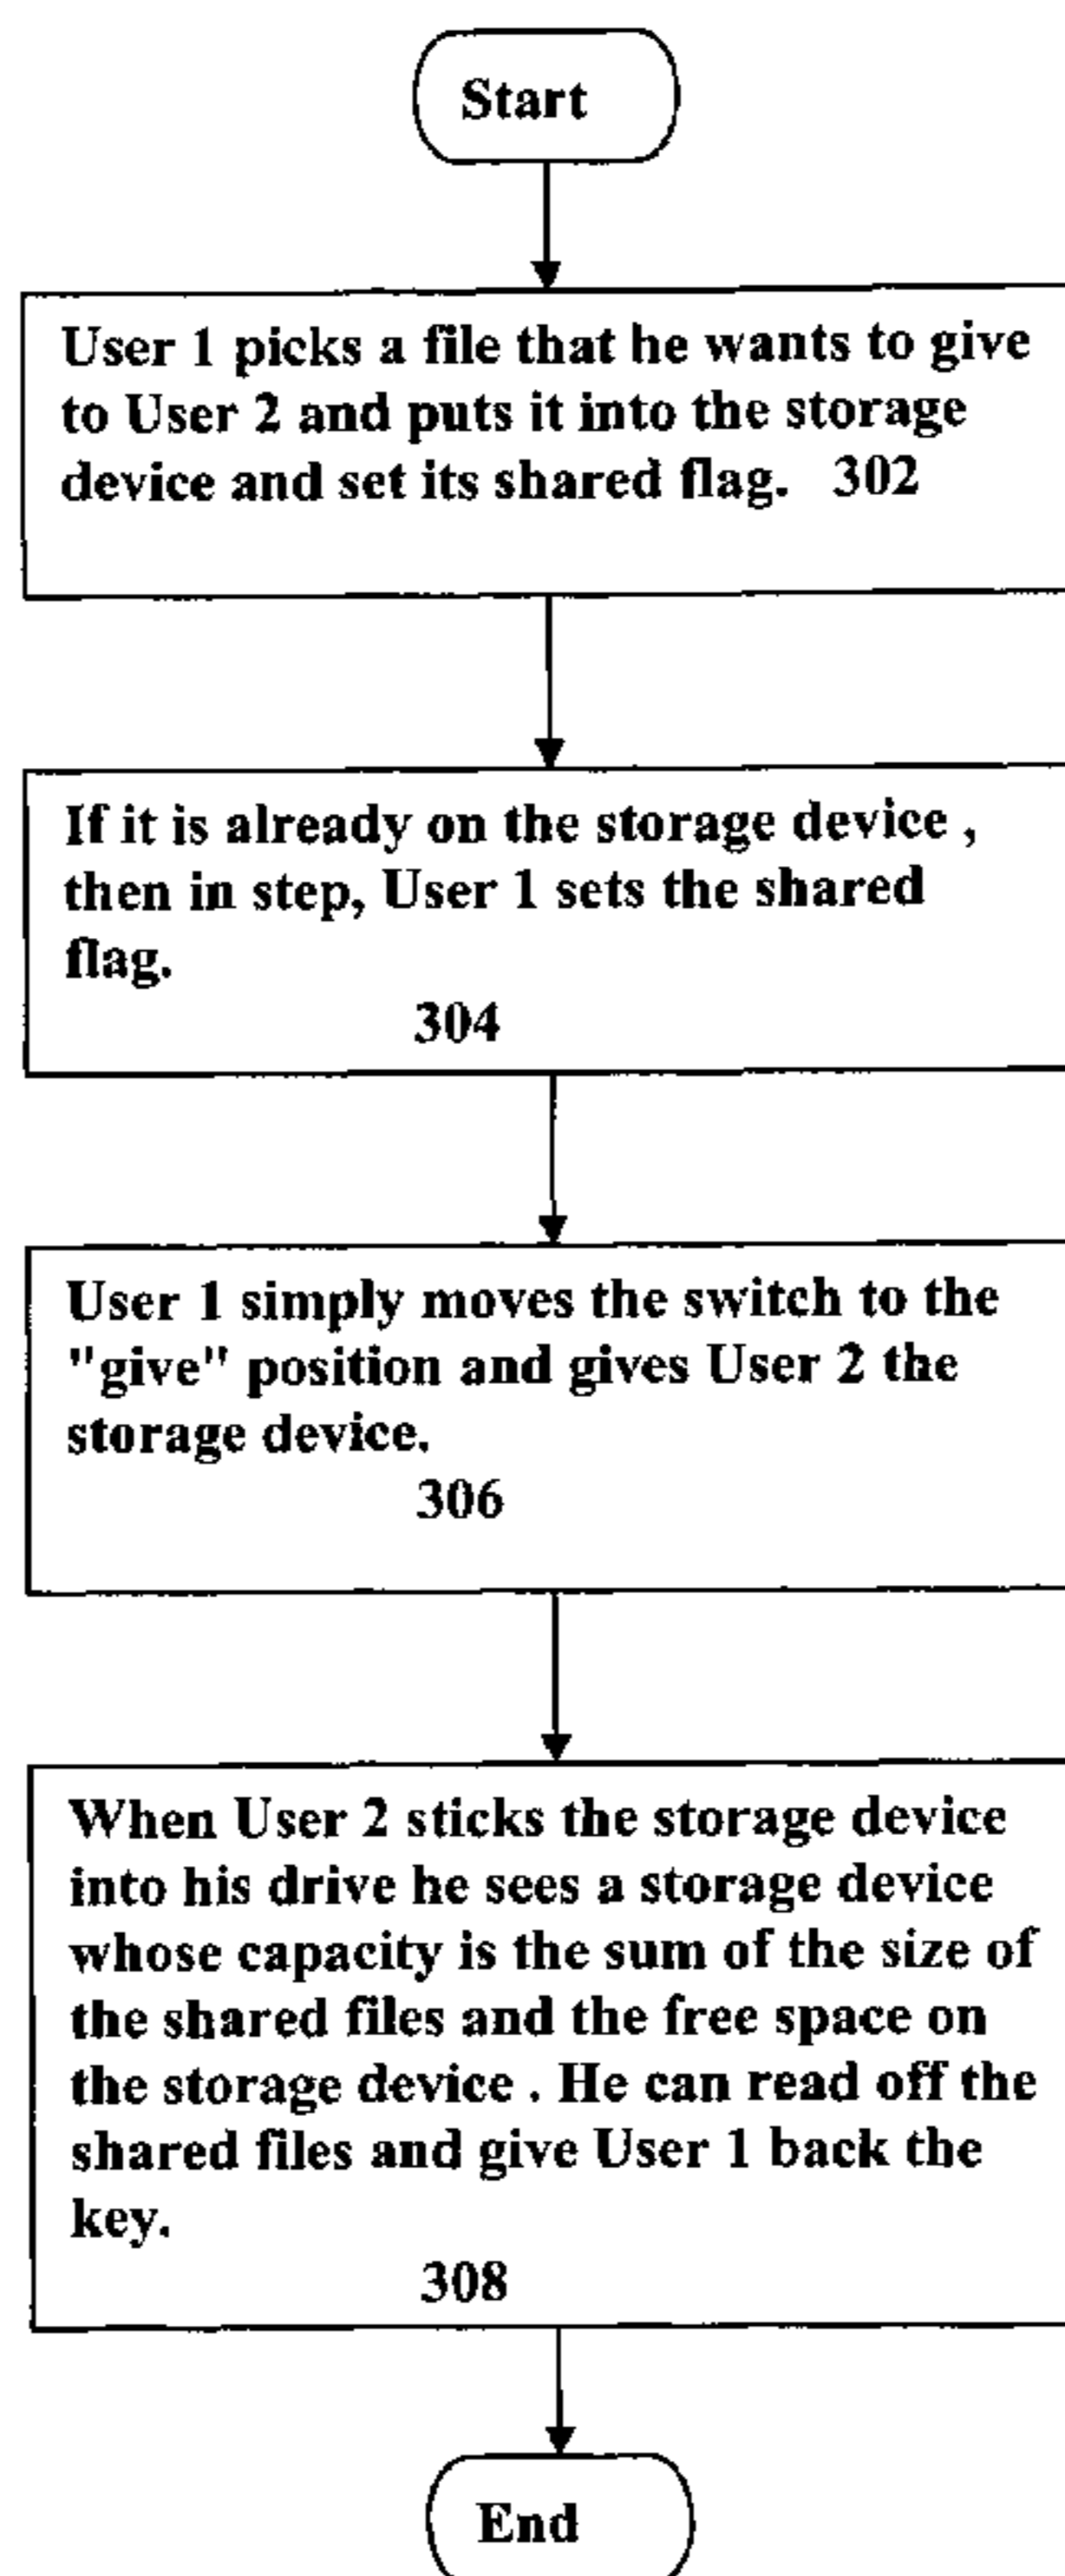 Start
User 1 picks a file that he wants to give
to User 2 and puts it into the storage
device and set its shared flag. 302
If it is already on the storage device ,
then in step, User 1 sets the shared
flag.
304
User 1 simply moves the switch to the
"give" position and gives User 2 the
storage device.
306
When User 2 sticks the storage device
into his drive he sees a storage device
whose capacity is the sum of the size of
the shared files and the free space on
the storage device . He can read off the
shared files and give User 1 back the
key.
308
End